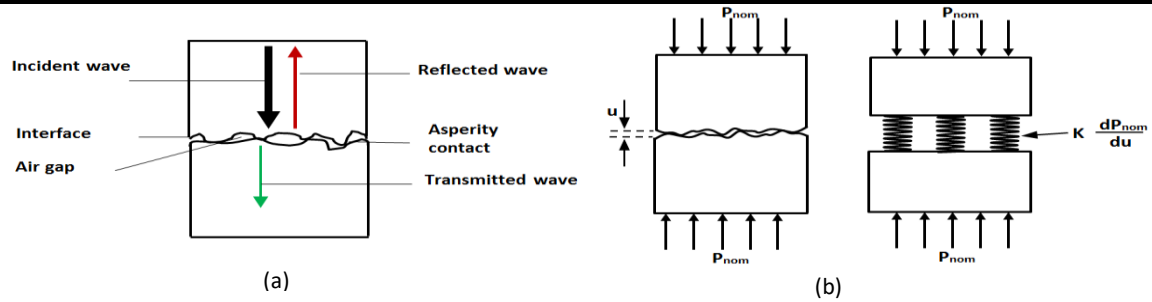 Incident wave
Reflected wave
Interface
Air gap
Asperity
contact
Transmitted wave
(a)
Pnom
Pnom
u
K dPnom
du
Pnom
Pnom
(b)